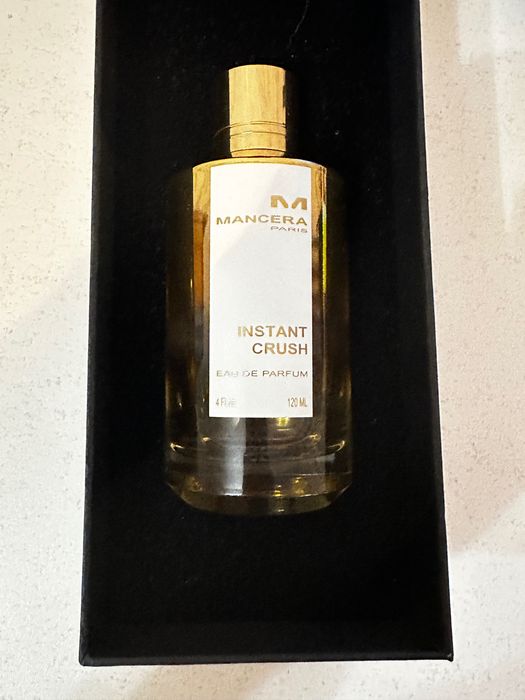 M
MANCERA
PARIS
INSTANT
CRUSH
EAU DE PARFUM
4 Fl.oz 120 ML